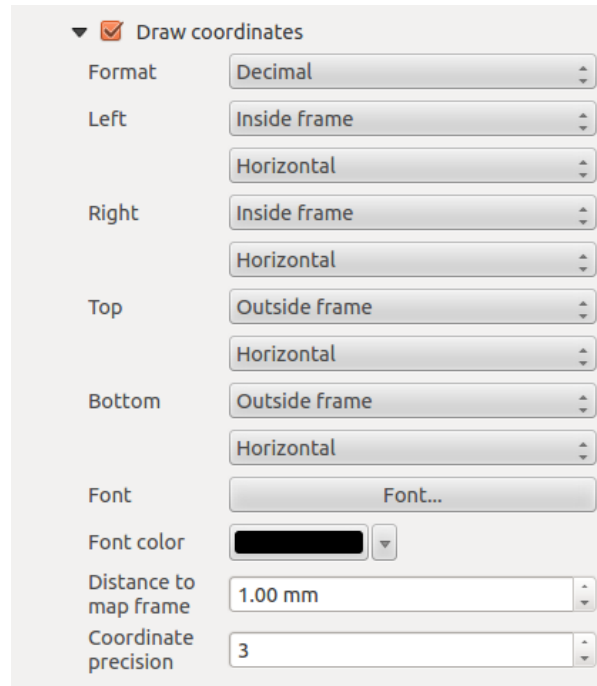 Draw coordinates
Format Decimal
Left Inside frame
Horizontal
Right Inside frame
Horizontal
Top Outside frame
Horizontal
Bottom Outside frame
Horizontal
Font Font...
Font color
Distance to
map frame 1.00 mm
Coordinate
precision 3